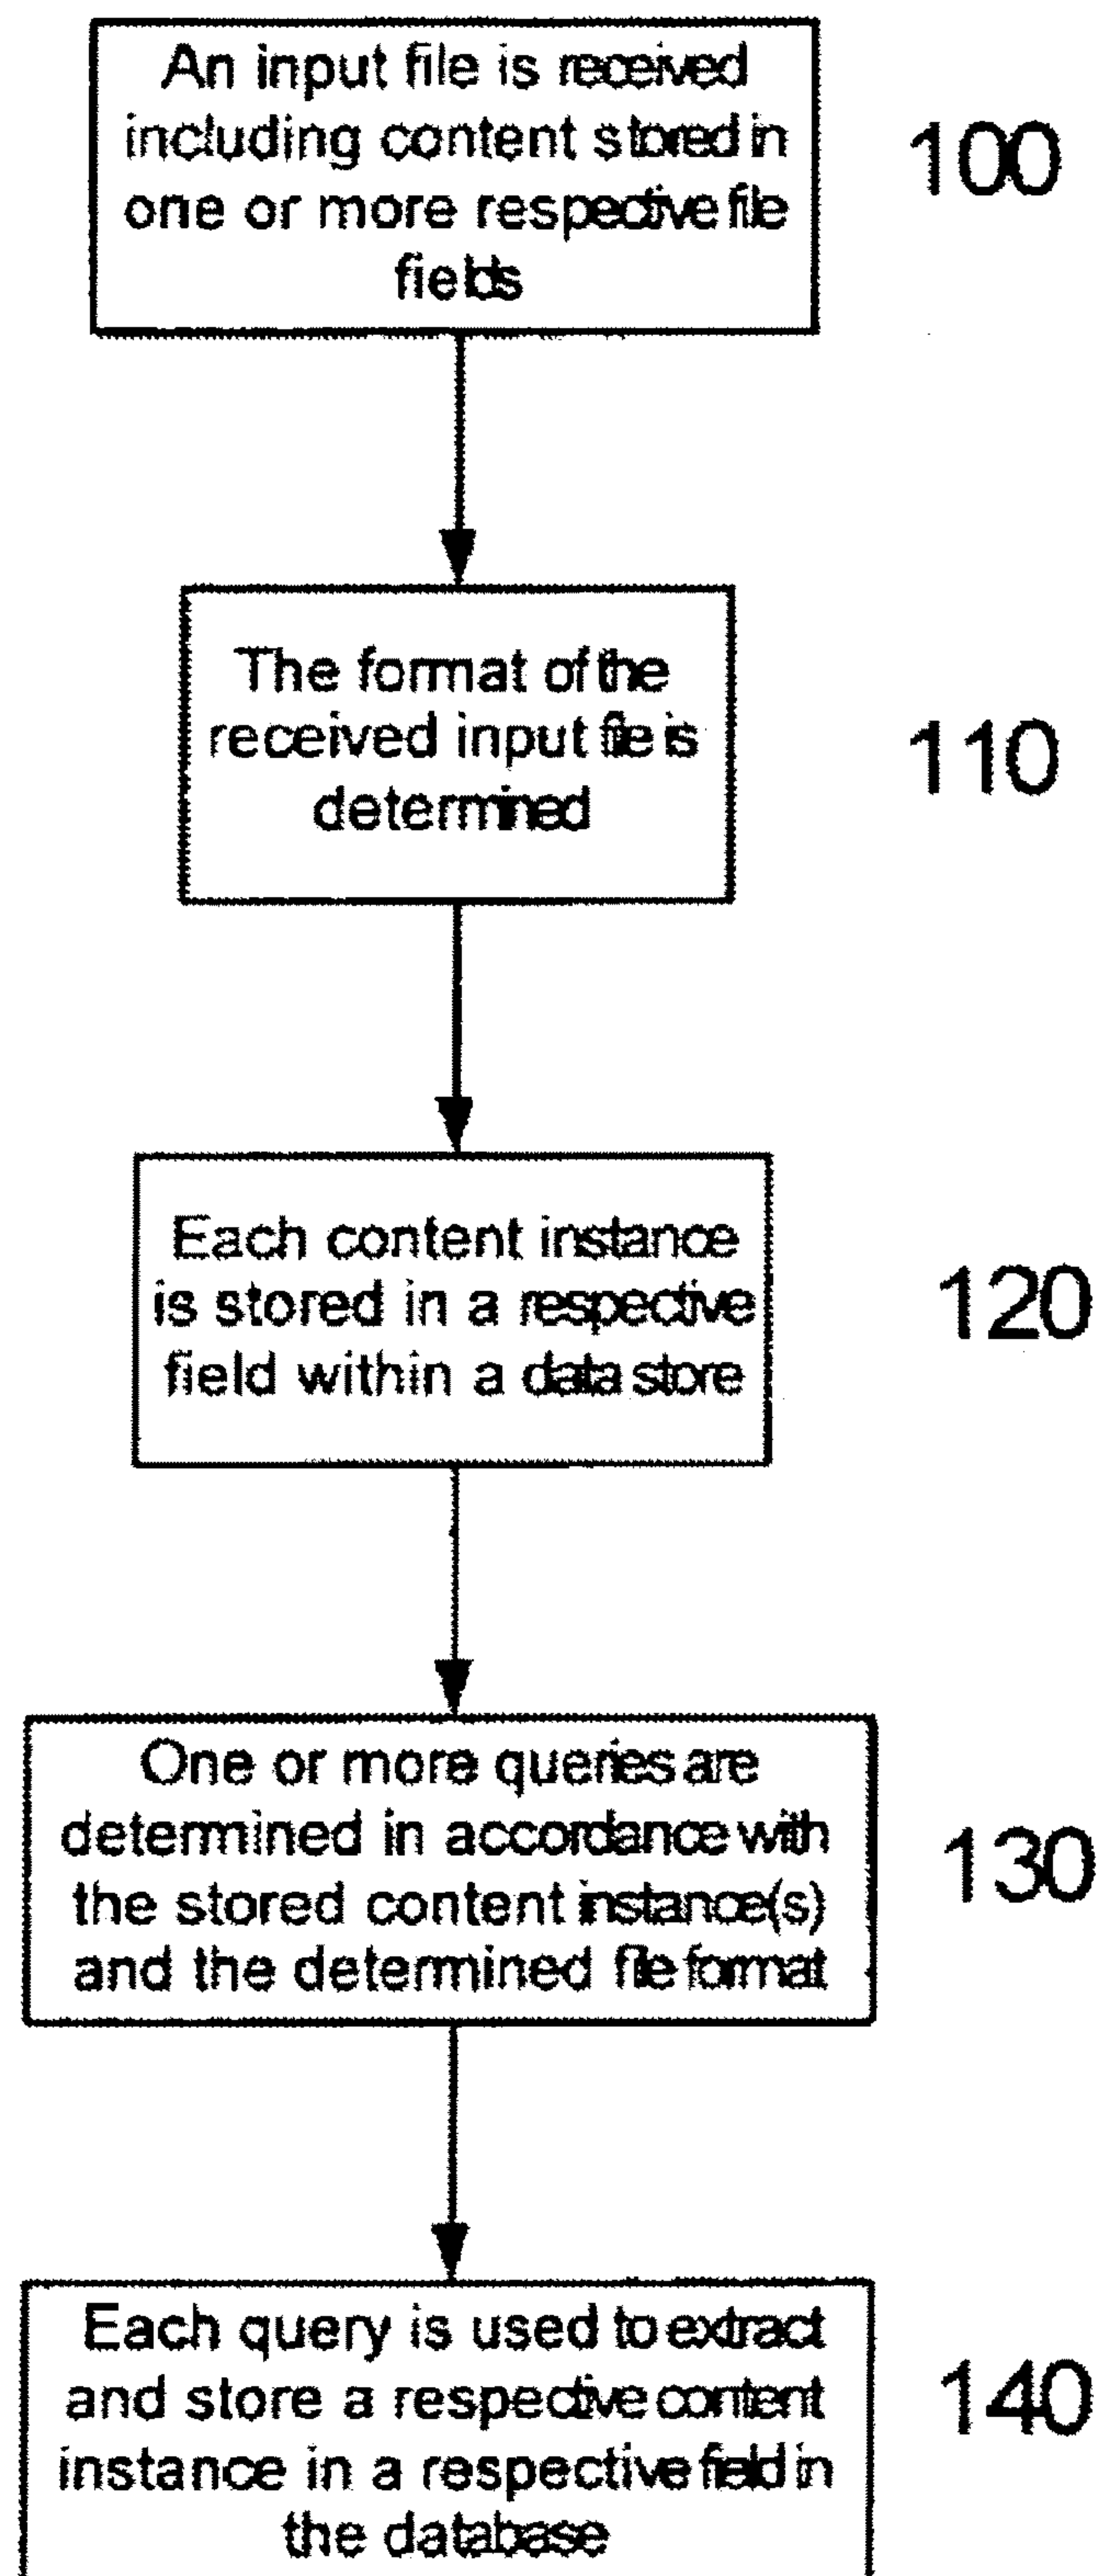 An input file is received
including content stored in
one or more respective file
fields
100
The format of the
received input file is
determined
110
Each content instance
is stored in a respective
field within a data store
120
One or more queries are
determined in accordance with
the stored content instance(s)
and the determined file format
130
Each query is used to extract
and store a respective content
instance in a respective field in
the database
140